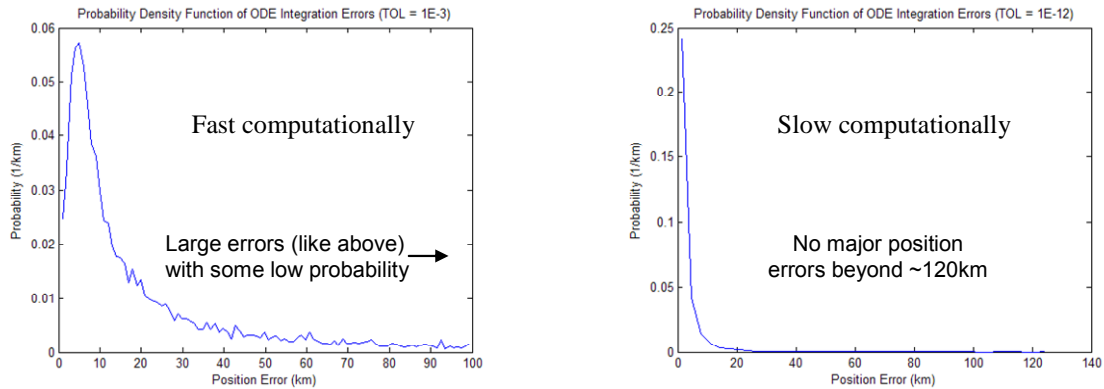 Probability Density Function of ODE Integration Errors (TOL = 1E-3)
0.06
0.05
0.04
0.03
0.02
0.01
0
Probability (1/km)
Fast computationally
Large errors (like above)
with some low probability
0 10 20 30 40 50 60 70 80 90 100
Position Error (km)
Probability Density Function of ODE Integration Errors (TOL = 1E-12)
0.25
0.2
0.15
0.1
0.05
0
Probability (1/km)
Slow computationally
No major position
errors beyond ~120km
0 20 40 60 80 100 120 140
Position Error (km)